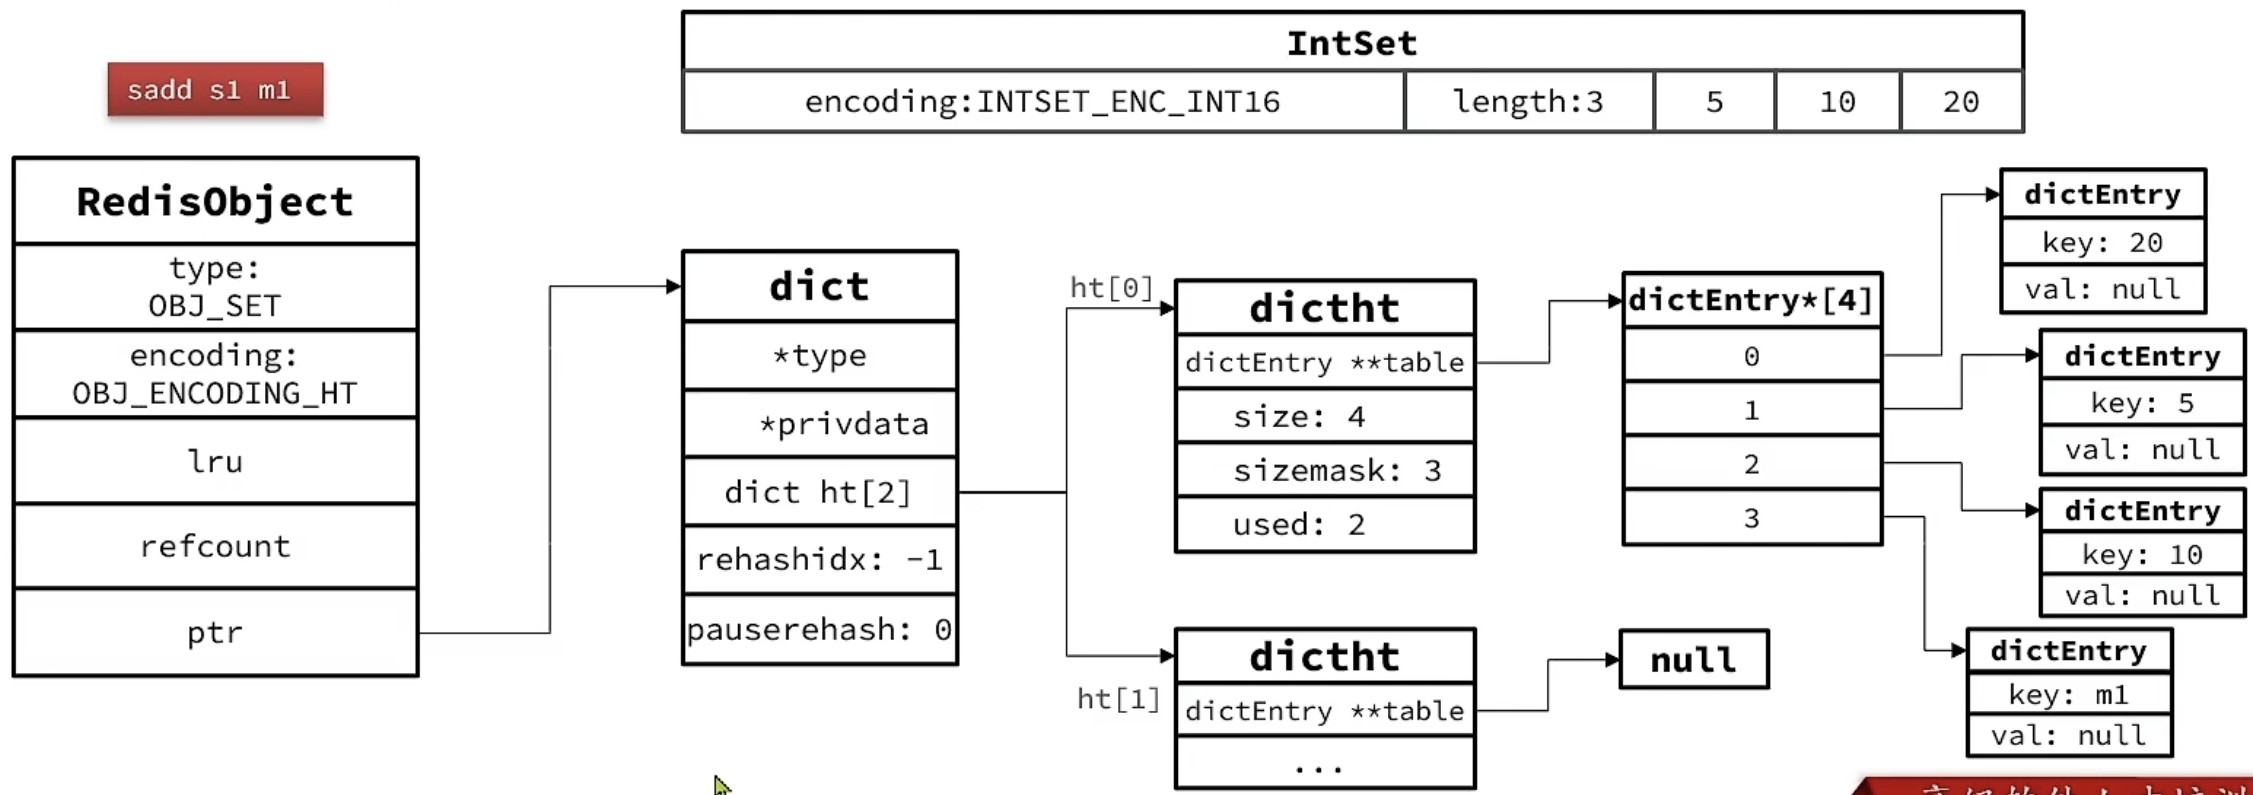 sadd s1 m1
IntSet
encoding:INTSET_ENC_INT16 length:3 5 10 20
RedisObject
type:
OBJ_SET
encoding:
OBJ_ENCODING_HT
lru
refcount
ptr
dict
*type
*privdata
dict ht[2]
rehashidx: -1
pauserehash: 0
ht[0]
dictht
dictEntry **table
size: 4
sizemask: 3
used: 2
ht[1]
dictht
dictEntry **table
...
dictEntry*[4]
0
1
2
3
null
dictEntry
key: 20
val: null
dictEntry
key: 5
val: null
dictEntry
key: 10
val: null
dictEntry
key: m1
val: null